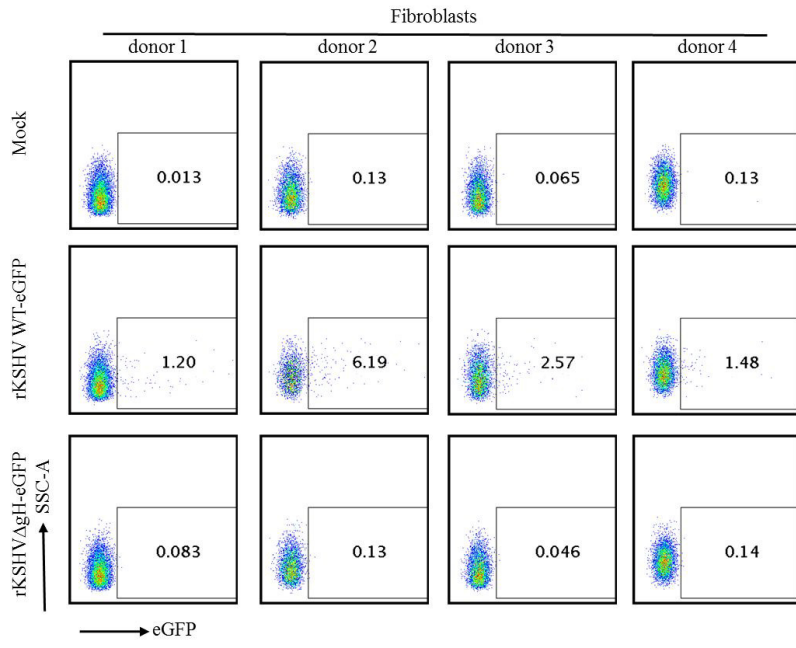 Fibroblasts
donor 1 donor 2 donor 3 donor 4
Mock
0.013 0.13 0.065 0.13
rKSHV WT-eGFP
1.20 6.19 2.57 1.48
rKSHVΔgH-eGFP
SSC-A
0.083 0.13 0.046 0.14
eGFP